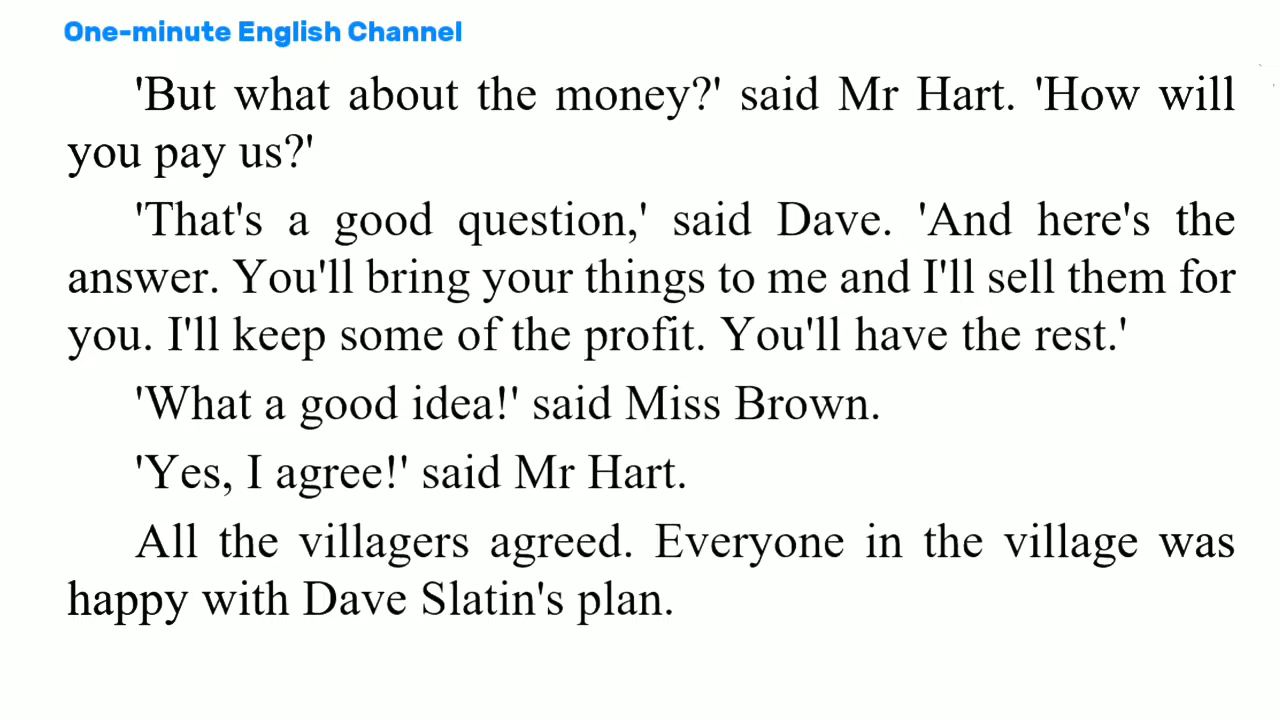 One-minute English Channel
'But what about the money?' said Mr Hart. 'How will
you pay us?'
'That's a good question,' said Dave. 'And here's the
answer. You'll bring your things to me and I'll sell them for
you. I'll keep some of the profit. You'll have the rest.'
'What a good idea!' said Miss Brown.
'Yes, I agree!' said Mr Hart.
All the villagers agreed. Everyone in the village was
happy with Dave Slatin's plan.